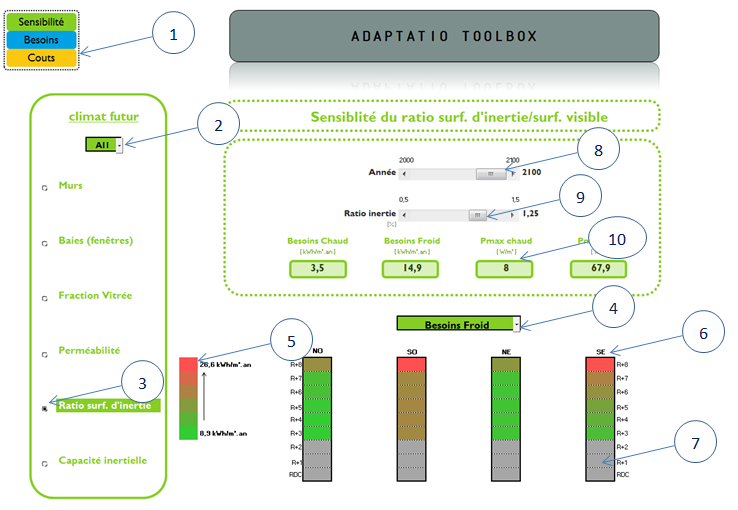 Sensibilité
Besoins
Couts
1
ADAPTATIO TOOLBOX
climat futur
All
2
Murs
Baies (fenêtres)
Fraction Vitrée
Perméabilité
3
Ratio surf. d'inertie
Capacité inertielle
Sensiblité du ratio surf. d'inertie/surf. visible
2000 2100
8
Année 2100
9
0,5 1,5
Ratio inertie 1,25
[%]
10
Besoins Chaud Besoins Froid Pmax chaud
[kWh/m².an] [kWh/m².an] [W/m²]
3,5 14,9 8 67,9
4
Besoins Froid
5
6
28,6 kWh/m².an
8,9 kWh/m².an
NO SO NE SE
R+8 R+8
R+7 R+7
R+6 R+6
R+5 R+5
R+4 R+4
R+3 R+3
R+2 R+2
7
R+1 R+1
RDC RDC